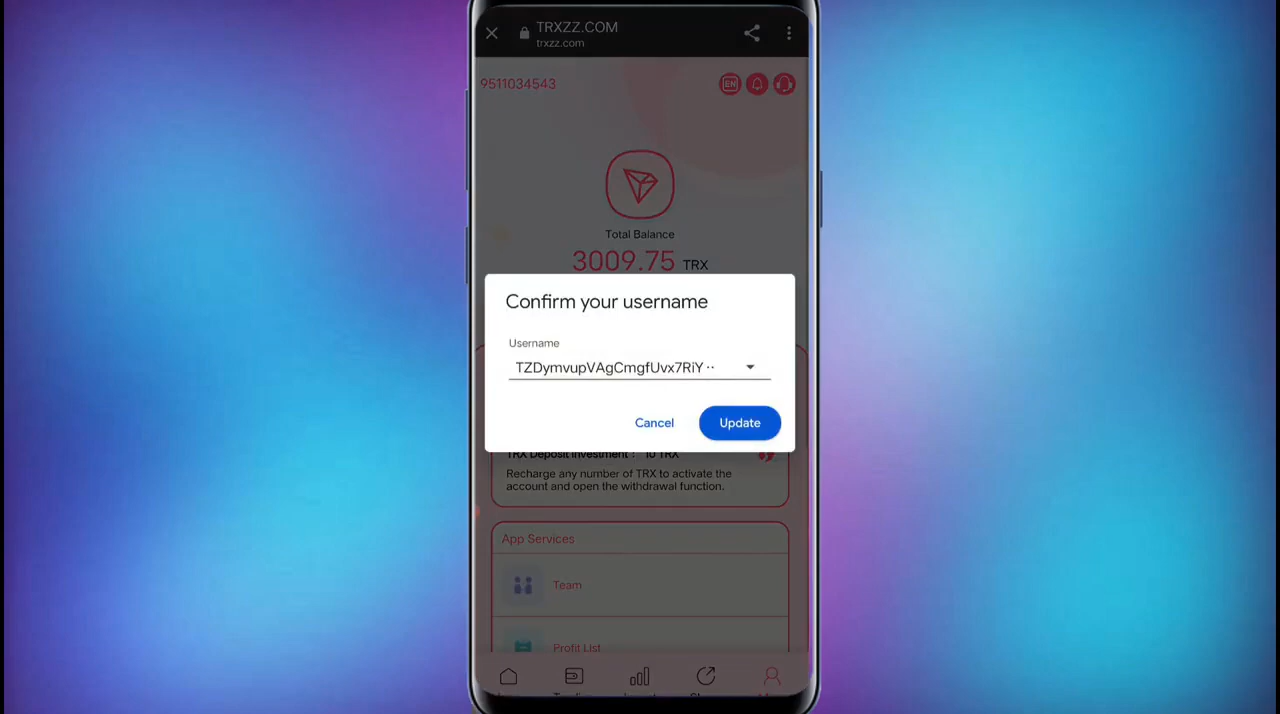 TRXZZ.COM
trxzz.com
9511034543
EN
Total Balance
3009.75 TRX
Confirm your username
Username
TZDymvupVAgCmgfUvx7RiY··
Cancel
Update
TRX Deposit Investment : 10 TRX
Recharge any number of TRX to activate the
account and open the withdrawal function.
App Services
Team
Profit List